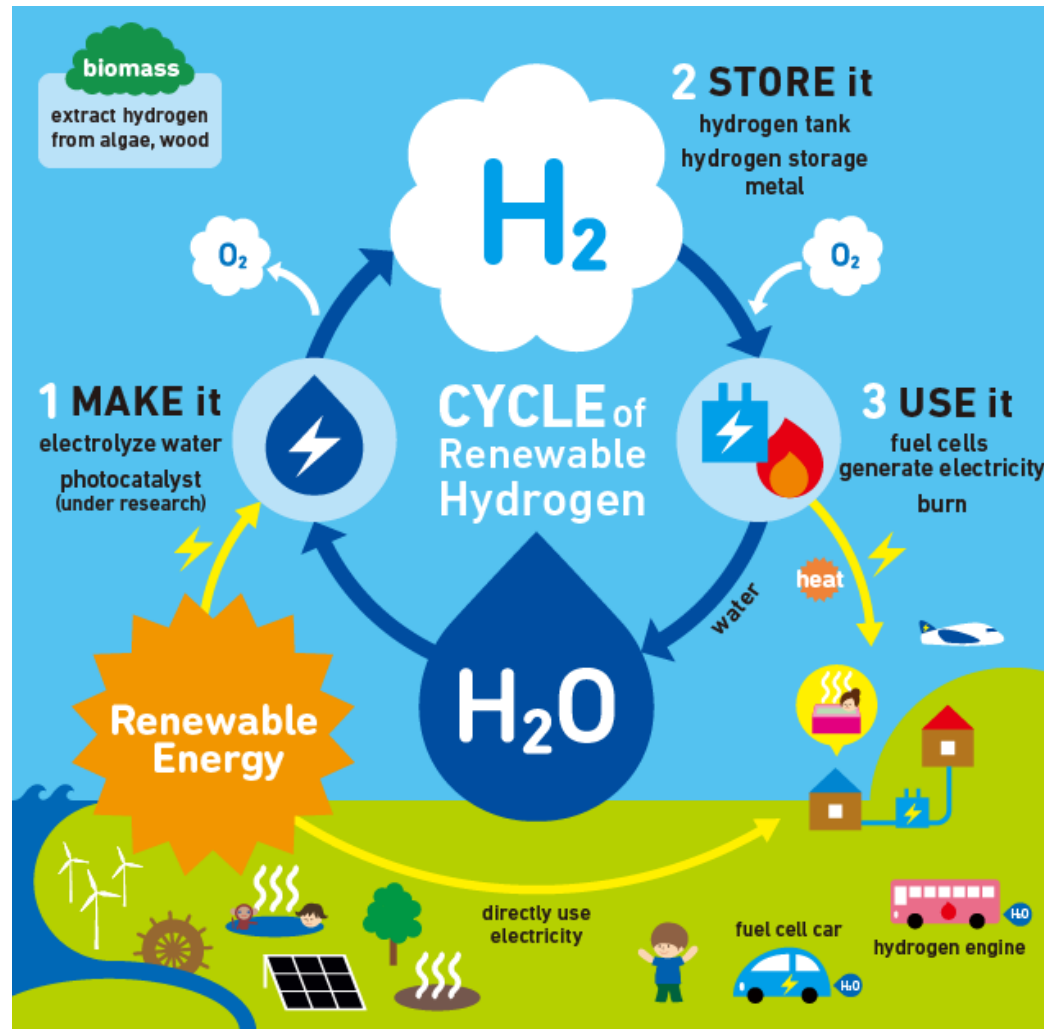 biomass
extract hydrogen
from algae, wood
2 STORE it
hydrogen tank
hydrogen storage
metal
H₂
O₂
O₂
1 MAKE it
electrolyze water
photocatalyst
(under research)
CYCLE of
Renewable
Hydrogen
3 USE it
fuel cells
generate electricity
burn
heat
water
H₂O
Renewable
Energy
directly use
electricity
fuel cell car
H₂O
H₂O
hydrogen engine